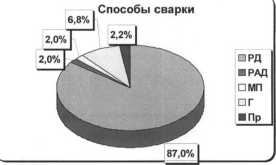 Способы сварки
6,8%
2,2%
2,0%
2,0%
87,0%
РД
РАД
МП
Г
Пр